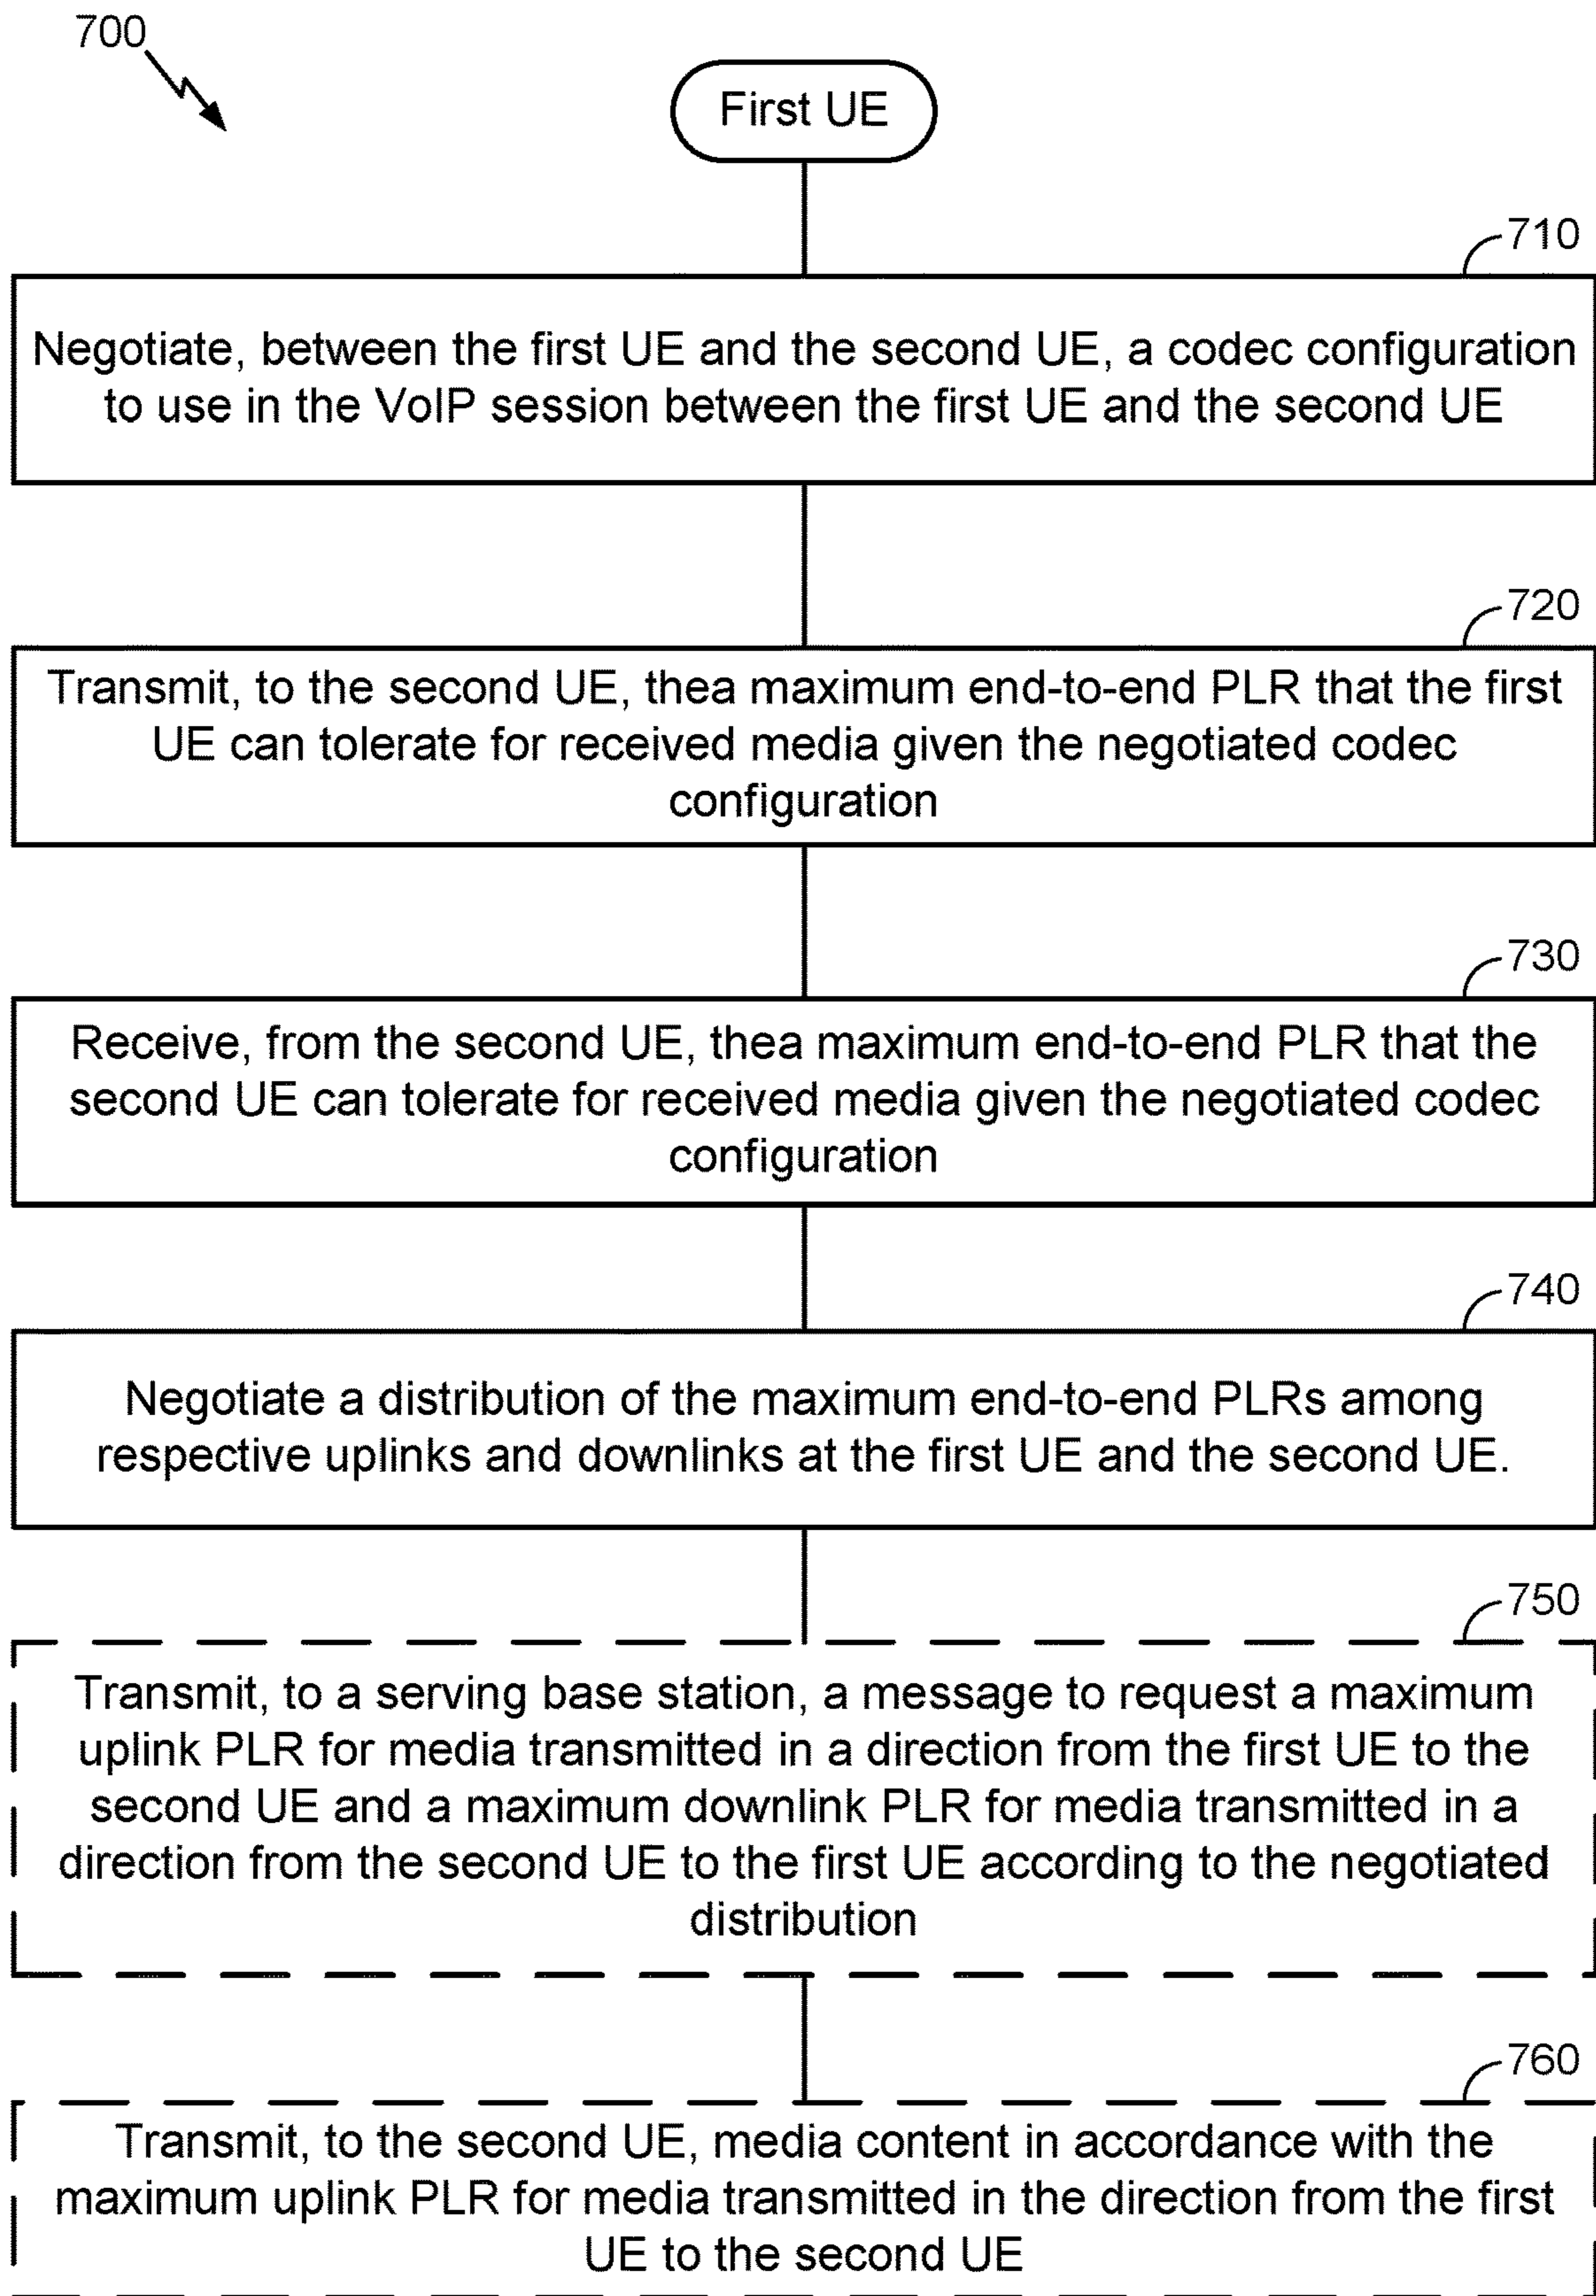 700
First UE
710
Negotiate, between the first UE and the second UE, a codec configuration
to use in the VoIP session between the first UE and the second UE
720
Transmit, to the second UE, thea maximum end-to-end PLR that the first
UE can tolerate for received media given the negotiated codec
configuration
730
Receive, from the second UE, thea maximum end-to-end PLR that the
second UE can tolerate for received media given the negotiated codec
configuration
740
Negotiate a distribution of the maximum end-to-end PLRs among
respective uplinks and downlinks at the first UE and the second UE.
750
Transmit, to a serving base station, a message to request a maximum
uplink PLR for media transmitted in a direction from the first UE to the
second UE and a maximum downlink PLR for media transmitted in a
direction from the second UE to the first UE according to the negotiated
distribution
760
Transmit, to the second UE, media content in accordance with the
maximum uplink PLR for media transmitted in the direction from the first
UE to the second UE